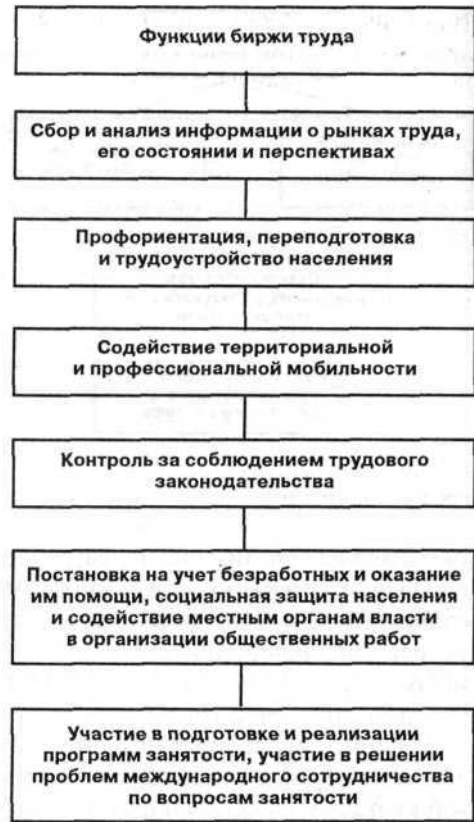 Функции биржи труда
Сбор и анализ информации о рынках труда,
его состоянии и перспективах
Профориентация, переподготовка
и трудоустройство населения
Содействие территориальной
и профессиональной мобильности
Контроль за соблюдением трудового
законодательства
Постановка на учет безработных и оказание
им помощи, социальная защита населения
и содействие местным органам власти
в организации общественных работ
Участие в подготовке и реализации
программ занятости, участие в решении
проблем международного сотрудничества
по вопросам занятости